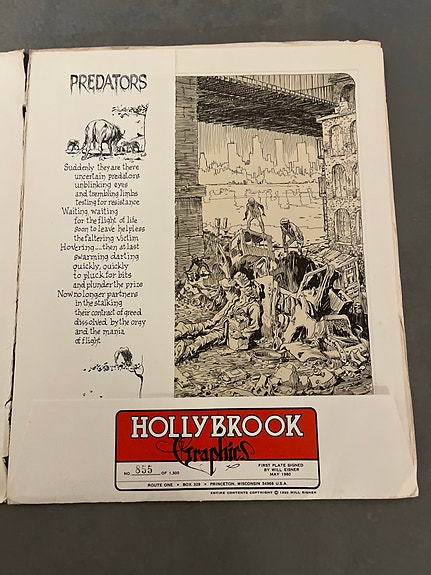 PREDATORS
Suddenly they are there
uncertain predators
unblinking eyes
and trembling limbs
testing for resistance
Waiting, waiting
for the flight of life
soon to leave helpless
the faltering victim
Hovering....then at last
swarming darting
quickly, quickly
to pluck for bits
and plunder the prize
Now no longer partners
in the stalking
their contract of greed
dissolved by the orgy
and the mania
of flight
HOLLYBROOK
Graphics
NO 855 OF 1,500
FIRST PLATE SIGNED
BY WILL EISNER
MAY 1980
ROUTE ONE • BOX 329 • PRINCETON, WISCONSIN 54968 U.S.A.
ENTIRE CONTENTS COPYRIGHT © 1980 WILL EISNER